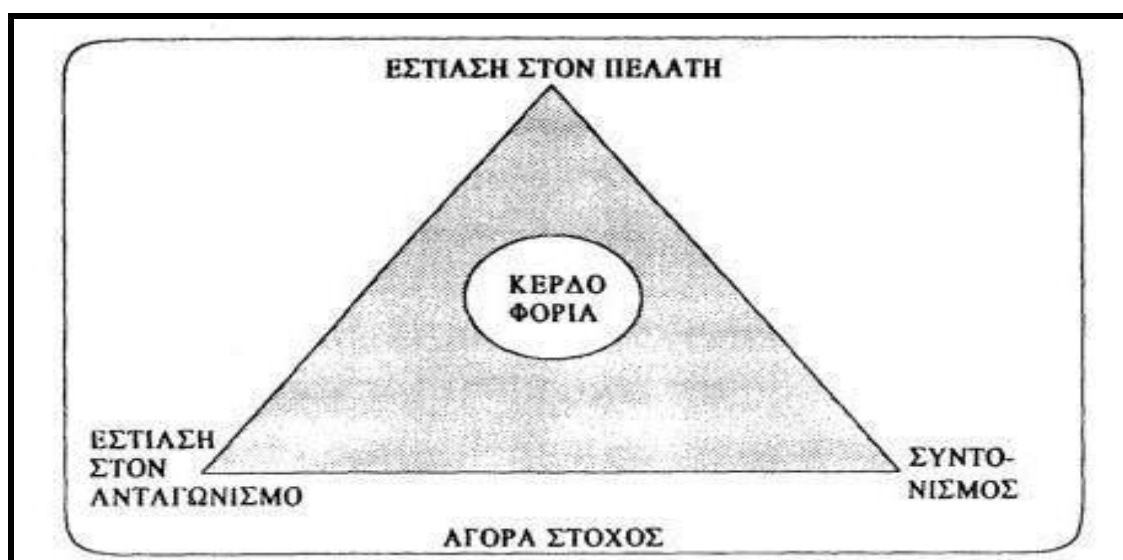 ΕΣΤΙΑΣΗ ΣΤΟΝ ΠΕΛΑΤΗ
ΚΕΡΔΟ
ΦΟΡΙΑ
ΕΣΤΙΑΣΗ
ΣΤΟΝ
ΑΝΤΑΓΩΝΙΣΜΟ
ΣΥΝΤΟ-
ΝΙΣΜΟΣ
ΑΓΟΡΑ ΣΤΟΧΟΣ